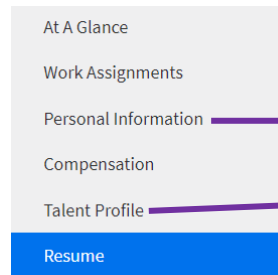 At A Glance
Work Assignments
Personal Information
Compensation
Talent Profile
Resume